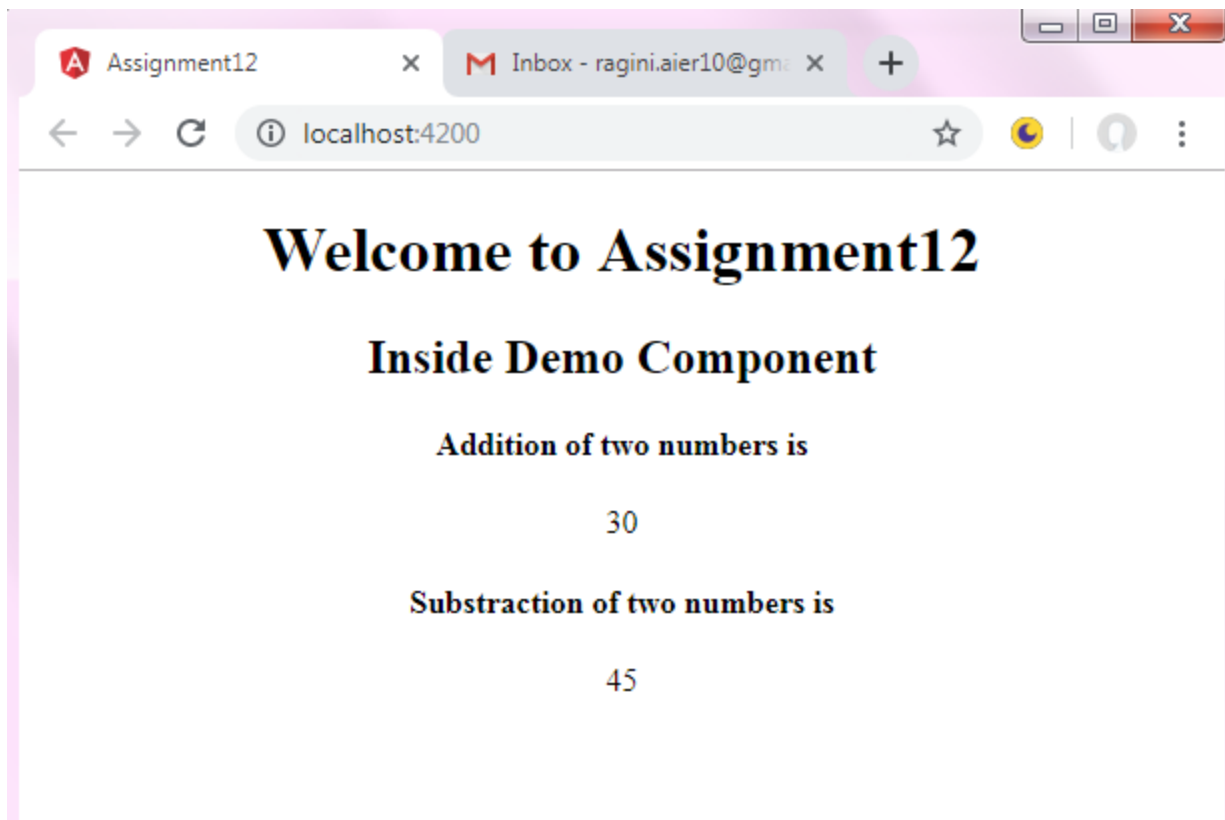 Assignment12
Inbox - ragini.aier10@gma
localhost:4200
Welcome to Assignment12
Inside Demo Component
Addition of two numbers is
30
Substraction of two numbers is
45